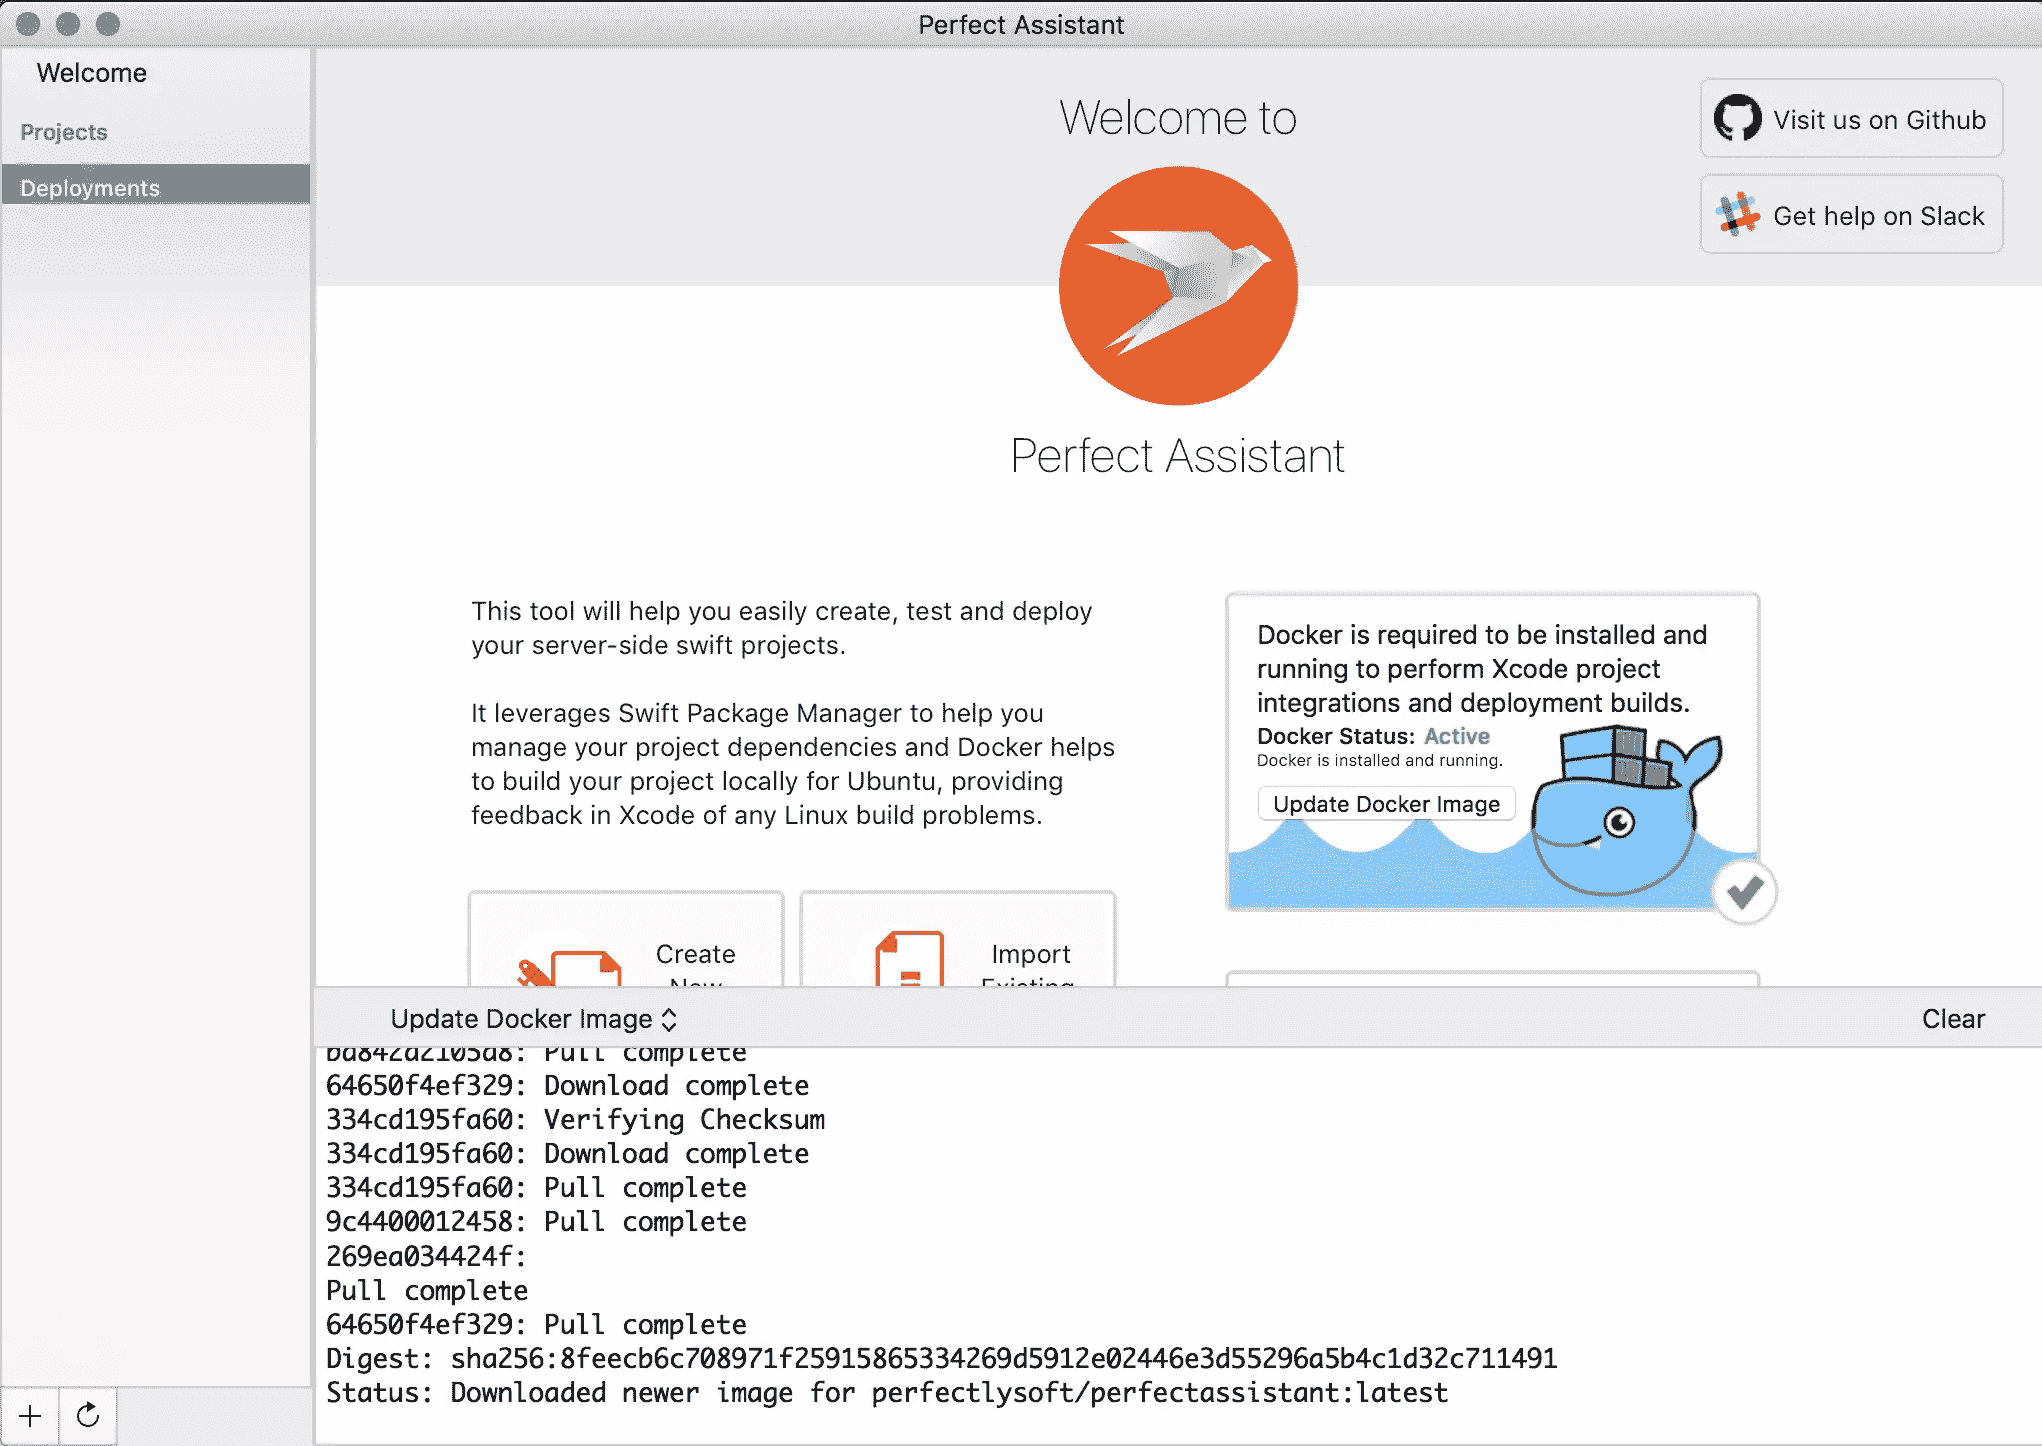 Perfect Assistant
Welcome
Projects
Deployments
Welcome to
Perfect Assistant
Visit us on Github
Get help on Slack
This tool will help you easily create, test and deploy
your server-side swift projects.
It leverages Swift Package Manager to help you
manage your project dependencies and Docker helps
to build your project locally for Ubuntu, providing
feedback in Xcode of any Linux build problems.
Docker is required to be installed and
running to perform Xcode project
integrations and deployment builds.
Docker Status: Active
Docker is installed and running.
Update Docker Image
Create
New
Import
Existing
Update Docker Image
Clear
bd842d2105d8: Pull complete
64650f4ef329: Download complete
334cd195fa60: Verifying Checksum
334cd195fa60: Download complete
334cd195fa60: Pull complete
9c4400012458: Pull complete
269ea034424f:
Pull complete
64650f4ef329: Pull complete
Digest: sha256:8feecb6c708971f25915865334269d5912e02446e3d55296a5b4c1d32c711491
Status: Downloaded newer image for perfectlysoft/perfectassistant:latest